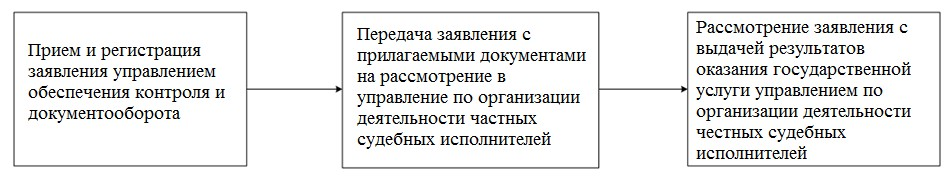 Прием и регистрация
заявления управлением
обеспечения контроля и
документооборота
Передача заявления с
прилагаемыми документами
на рассмотрение в
управление по организации
деятельности частных
судебных исполнителей
Рассмотрение заявления с
выдачей результатов
оказания государственной
услуги управлением по
организации деятельности
честных судебных
исполнителей